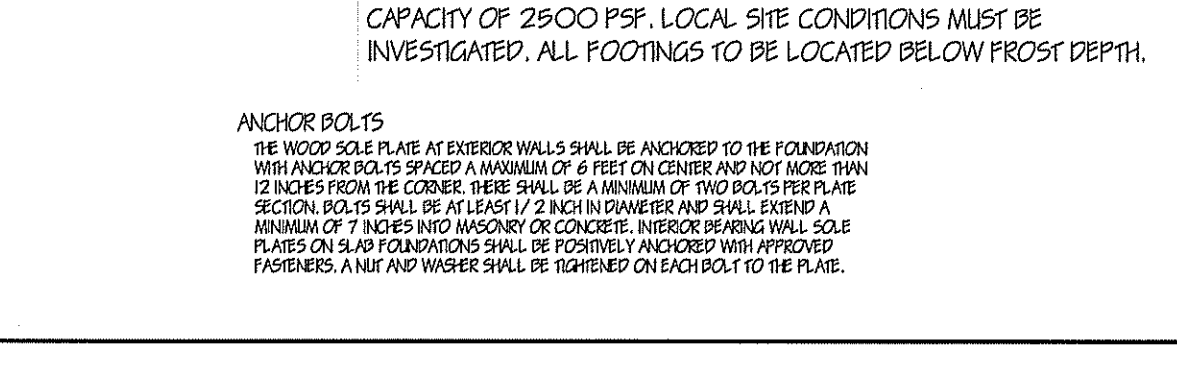 CAPACITY OF 2500 PSF. LOCAL SITE CONDITIONS MUST BE
INVESTIGATED. ALL FOOTINGS TO BE LOCATED BELOW FROST DEPTH.
ANCHOR BOLTS
THE WOOD SOLE PLATE AT EXTERIOR WALLS SHALL BE ANCHORED TO THE FOUNDATION
WITH ANCHOR BOLTS SPACED A MAXIMUM OF 6 FEET ON CENTER AND NOT MORE THAN
12 INCHES FROM THE CORNER. THERE SHALL BE A MINIMUM OF TWO BOLTS PER PLATE
SECTION. BOLTS SHALL BE AT LEAST 1/ 2 INCH IN DIAMETER AND SHALL EXTEND A
MINIMUM OF 7 INCHES INTO MASONRY OR CONCRETE. INTERIOR BEARING WALL SOLE
PLATES ON SLAB FOUNDATIONS SHALL BE POSITIVELY ANCHORED WITH APPROVED
FASTENERS. A NUT AND WASHER SHALL BE TIGHTENED ON EACH BOLT TO THE PLATE.